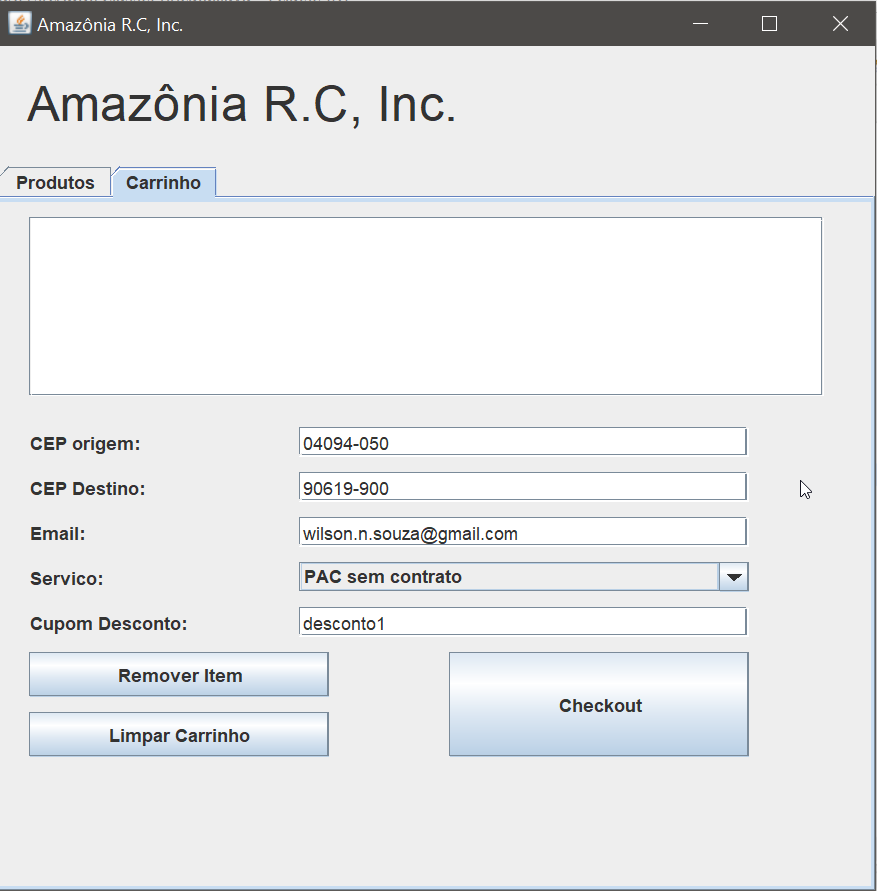 Amazônia R.C, Inc.
Amazônia R.C, Inc.
Produtos Carrinho
CEP origem: 04094-050
CEP Destino: 90619-900
Email: wilson.n.souza@gmail.com
Servico: PAC sem contrato
Cupom Desconto: desconto1
Remover Item
Checkout
Limpar Carrinho